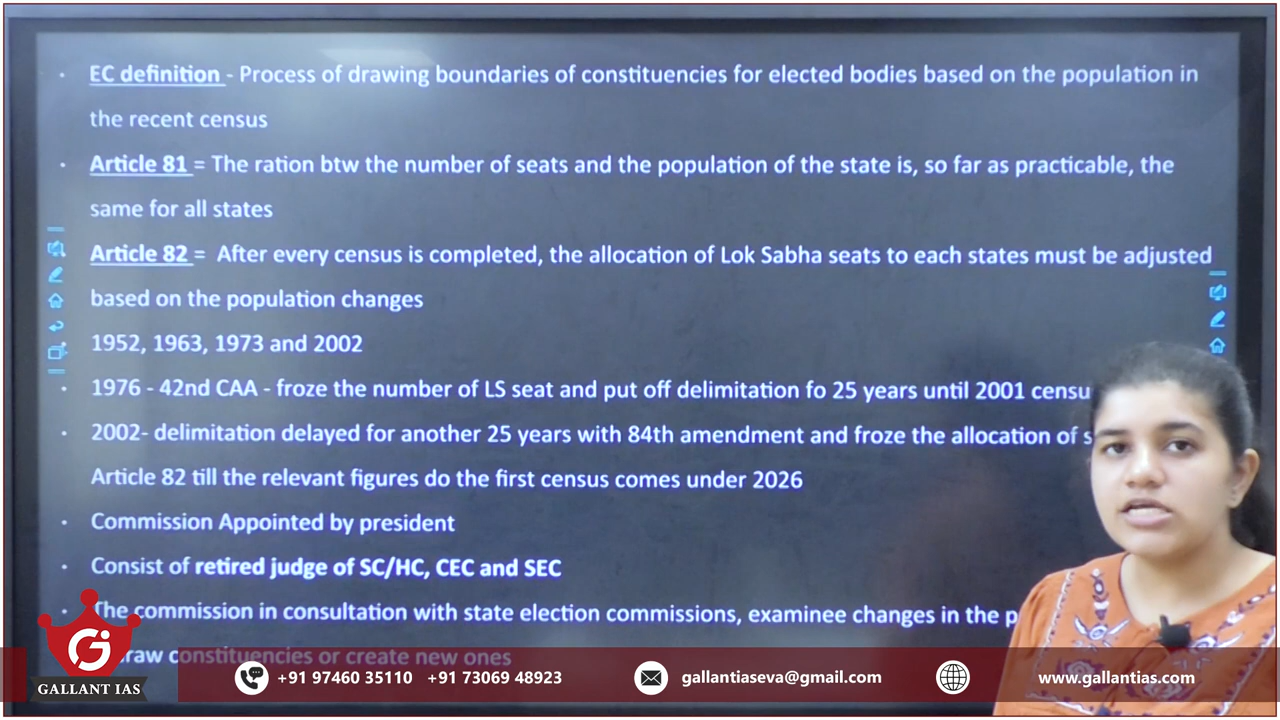 · EC definition - Process of drawing boundaries of constituencies for elected bodies based on the population in
the recent census
· Article 81 = The ration btw the number of seats and the population of the state is, so far as practicable, the
same for all states
Article 82 = After every census is completed, the allocation of Lok Sabha seats to each states must be adjusted
based on the population changes
1952, 1963, 1973 and 2002
· 1976 - 42nd CAA - froze the number of LS seat and put off delimitation fo 25 years until 2001 censu
· 2002- delimitation delayed for another 25 years with 84th amendment and froze the allocation of s
Article 82 till the relevant figures do the first census comes under 2026
· Commission Appointed by president
· Consist of retired judge of SC/HC, CEC and SEC
· The commission in consultation with state election commissions, examinee changes in the p
raw constituencies or create new ones
GALLANT IAS
+91 97460 35110 +91 73069 48923
gallantiaseva@gmail.com
www.gallantias.com